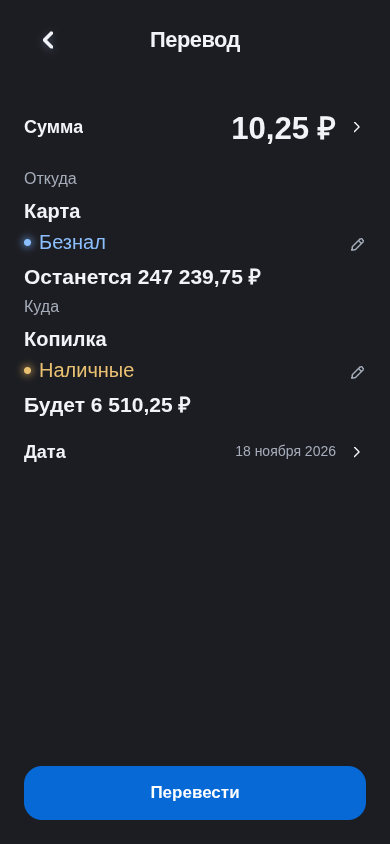 Перевод
Сумма 10,25 ₽
Откуда
Карта
Безнал
Останется 247 239,75 ₽
Куда
Копилка
Наличные
Будет 6 510,25 ₽
Дата 18 ноября 2026
Перевести